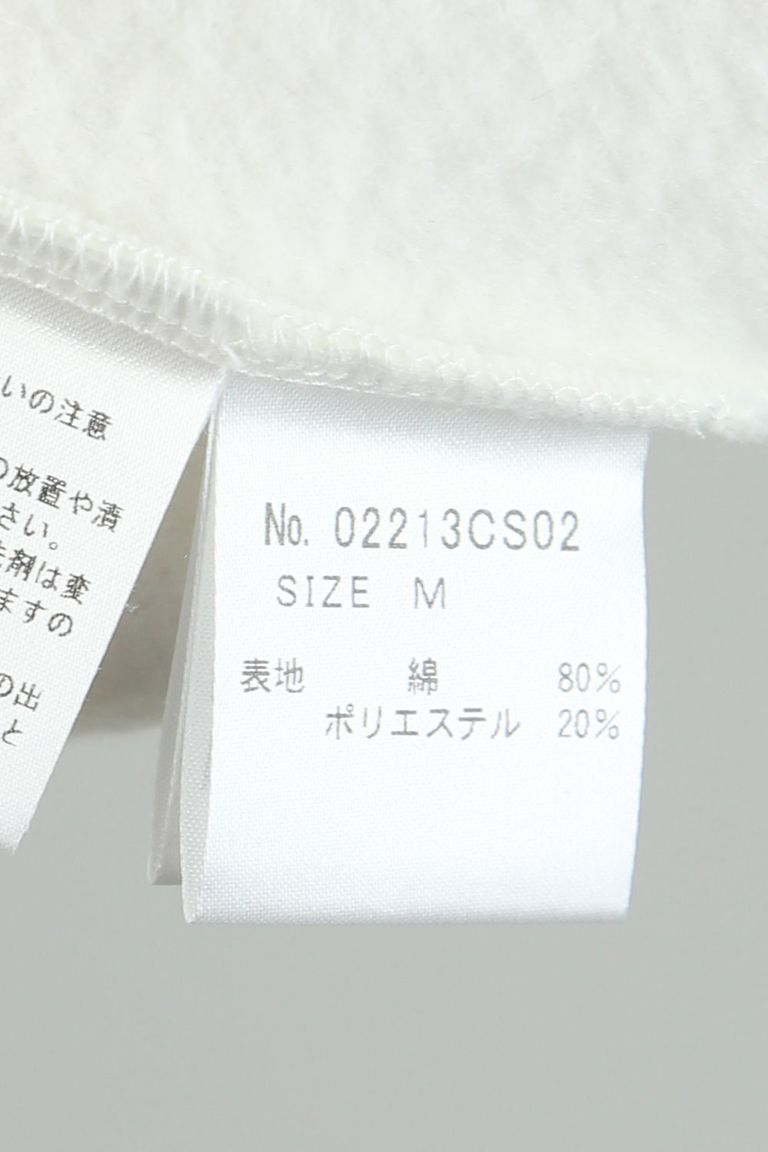 いの注意
の放置や酒
さい。
剤は変
ますの
の出
と
No. 02213CS02
SIZE M
表地 綿 80%
ポリエステル 20%